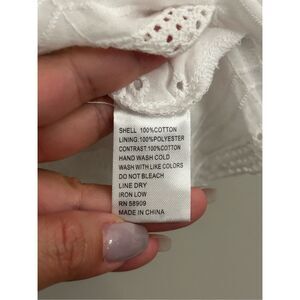 SHELL 100%COTTON
LINING:100%POLYESTER
CONTRAST:100%COTTON
HAND WASH COLD
WASH WITH LIKE COLORS
DO NOT BLEACH
LINE DRY
IRON LOW
RN 58909
MADE IN CHINA